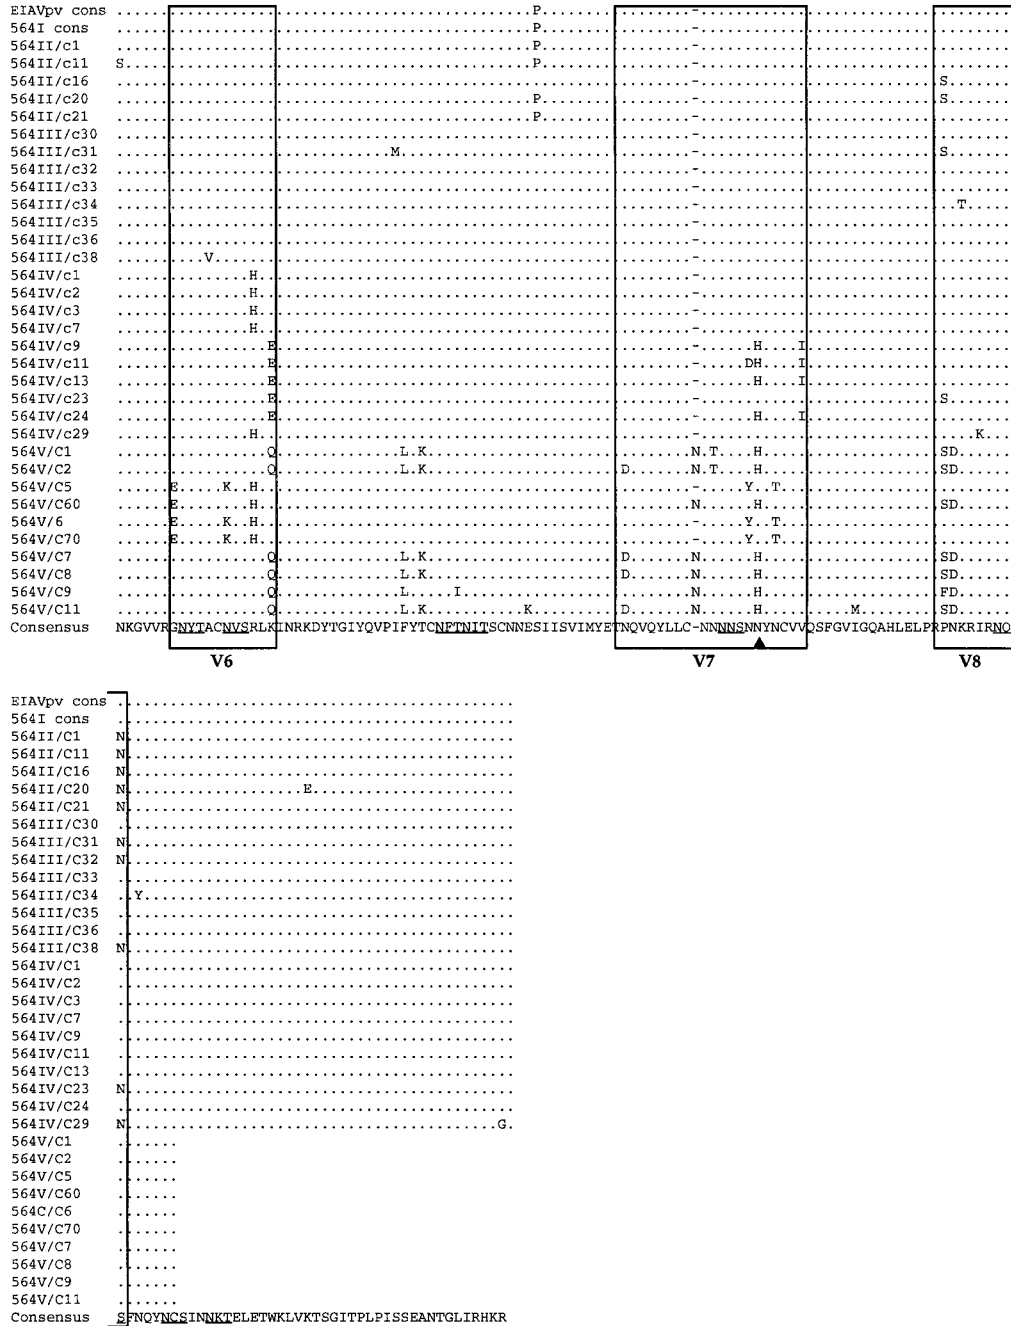 EIAVpv cons ...............................................P.................-...................................
564I cons ...............................................P.................-...................................
564II/c1 ...............................................P.................-...................................
564II/c11 S..............................................P.................-...................................
564II/c16 .................................................................-...........................S.......
564II/c20 ...............................................P.................-...........................S.......
564II/c21 ...............................................P.................-...................................
564III/c30 .................................................................-...................................
564III/c31 ...............................M.................................-...........................S.......
564III/c32 .................................................................-...................................
564III/c33 .................................................................-...................................
564III/c34 .................................................................-.............................T.....
564III/c35 .................................................................-...................................
564III/c36 .................................................................-...................................
564III/c38 ..........V......................................................-...................................
564IV/c1 ...............H.................................................-...................................
564IV/c2 ...............H.................................................-...................................
564IV/c3 ...............H.................................................-...................................
564IV/c7 ...............H.................................................-...................................
564IV/c9 .................E...............................................-......H....I.......................
564IV/c11 .................E...............................................-.....DH....I.......................
564IV/c13 .................E...............................................-......H....I.......................
564IV/c23 .................E...............................................-...........................S.......
564IV/c24 .................E...............................................-......H....I.......................
564IV/c29 ...............H.................................................-...............................K...
564V/C1 .................Q..............L.K..............................N.T....H....................SD......
564V/C2 .................Q..............L.K......................D.......N.T....H....................SD......
564V/C5 ......E.....K..H.................................................-.....Y..T..........................
564V/C60 ......E........H.................................................N......H....................SD......
564V/6 ......E.....K..H.................................................-.....Y..T..........................
564V/C70 ......E.....K..H.................................................-.....Y..T..........................
564V/C7 .................Q..............L.K......................D.......N......H....................SD......
564V/C8 .................Q..............L.K......................D.......N......H....................SD......
564V/C9 .................Q..............L.....I..........................N......H....................FD......
564V/C11 .................Q..............L.K...........K..........D.......N......H..........M.........SD......
Consensus NKGVVRGNYTACNVSRLKINRKDYTGIYQVPIFYTCNFTNITSCNNESIISVIMYETNQVQYLLC-NNNNSNNYNCVVQSFGVIGQAHLELPRPNKRIRNQ
V6 V7 V8
EIAVpv cons .............................................
564I cons .............................................
564II/C1 N............................................
564II/C11 N............................................
564II/C16 N............................................
564II/C20 N....................E.......................
564II/C21 N............................................
564III/C30 .............................................
564III/C31 N............................................
564III/C32 N............................................
564III/C33 .............................................
564III/C34 ..Y..........................................
564III/C35 .............................................
564III/C36 .............................................
564III/C38 N............................................
564IV/C1 .............................................
564IV/C2 .............................................
564IV/C3 .............................................
564IV/C7 .............................................
564IV/C9 .............................................
564IV/C11 .............................................
564IV/C13 .............................................
564IV/C23 N............................................
564IV/C24 .............................................
564IV/C29 N..........................................G.
564V/C1 .......
564V/C2 .......
564V/C5 .......
564V/C60 .......
564C/C6 .......
564V/C70 .......
564V/C7 .......
564V/C8 .......
564V/C9 .......
564V/C11 .......
Consensus SFNQYNCSINNKTELETWKLVKTSGITPLPISSEANTGLIRHKR